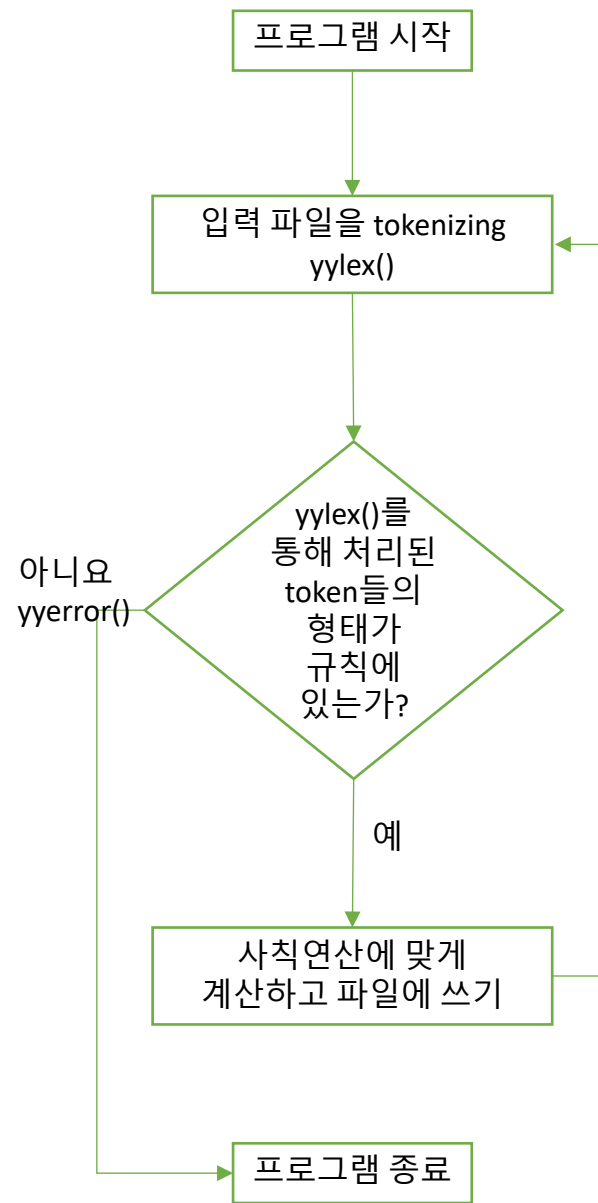 프로그램 시작
입력 파일을 tokenizing
yylex()
yylex()를
통해 처리된
token들의
형태가
규칙에
있는가?
아니요
yyerror()
예
사칙연산에 맞게
계산하고 파일에 쓰기
프로그램 종료